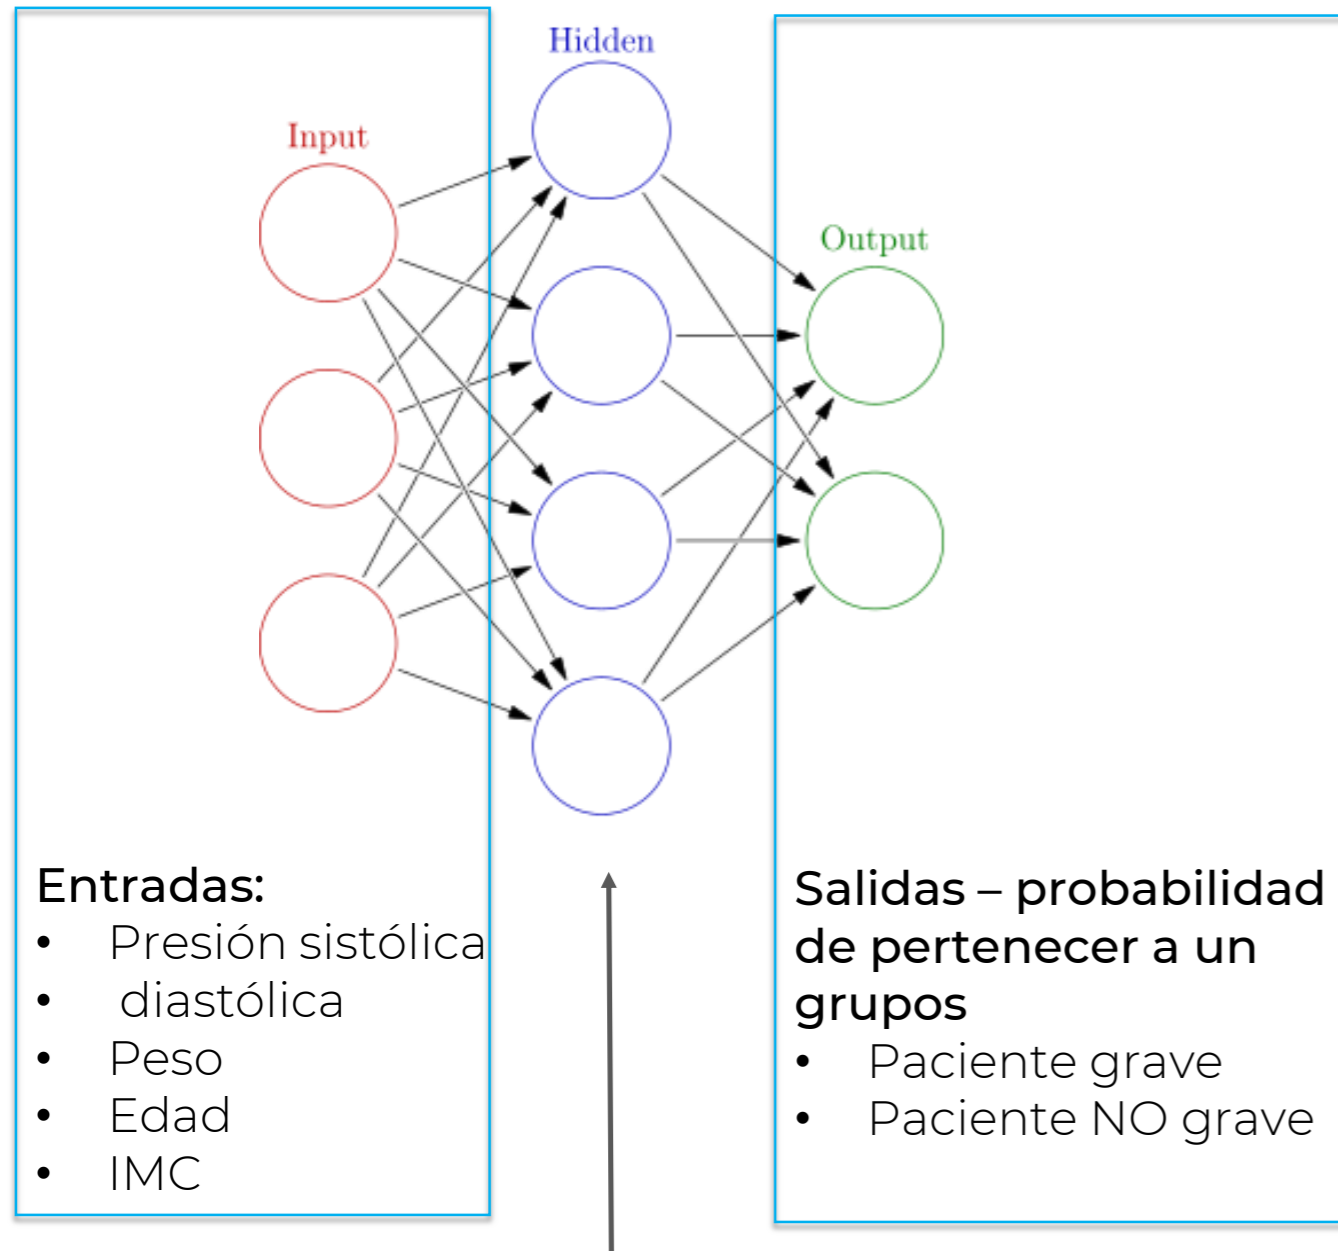 Hidden
Input
Output
Entradas:
• Presión sistólica
• diastólica
• Peso
• Edad
• IMC
Salidas – probabilidad
de pertenecer a un
grupos
• Paciente grave
• Paciente NO grave